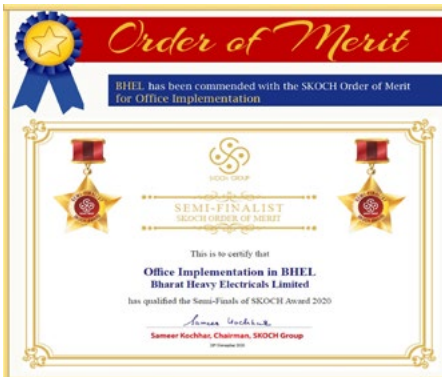 Order of Merit
BHEL has been commended with the SKOCH Order of Merit
for Office Implementation
SKOCH GROUP
SEMI-FINALIST
SKOCH ORDER OF MERIT
This is to certify that
Office Implementation in BHEL
Bharat Heavy Electricals Limited
has qualified the Semi-Finals of SKOCH Award 2020
Sameer Kochhar
Sameer Kochhar, Chairman, SKOCH Group